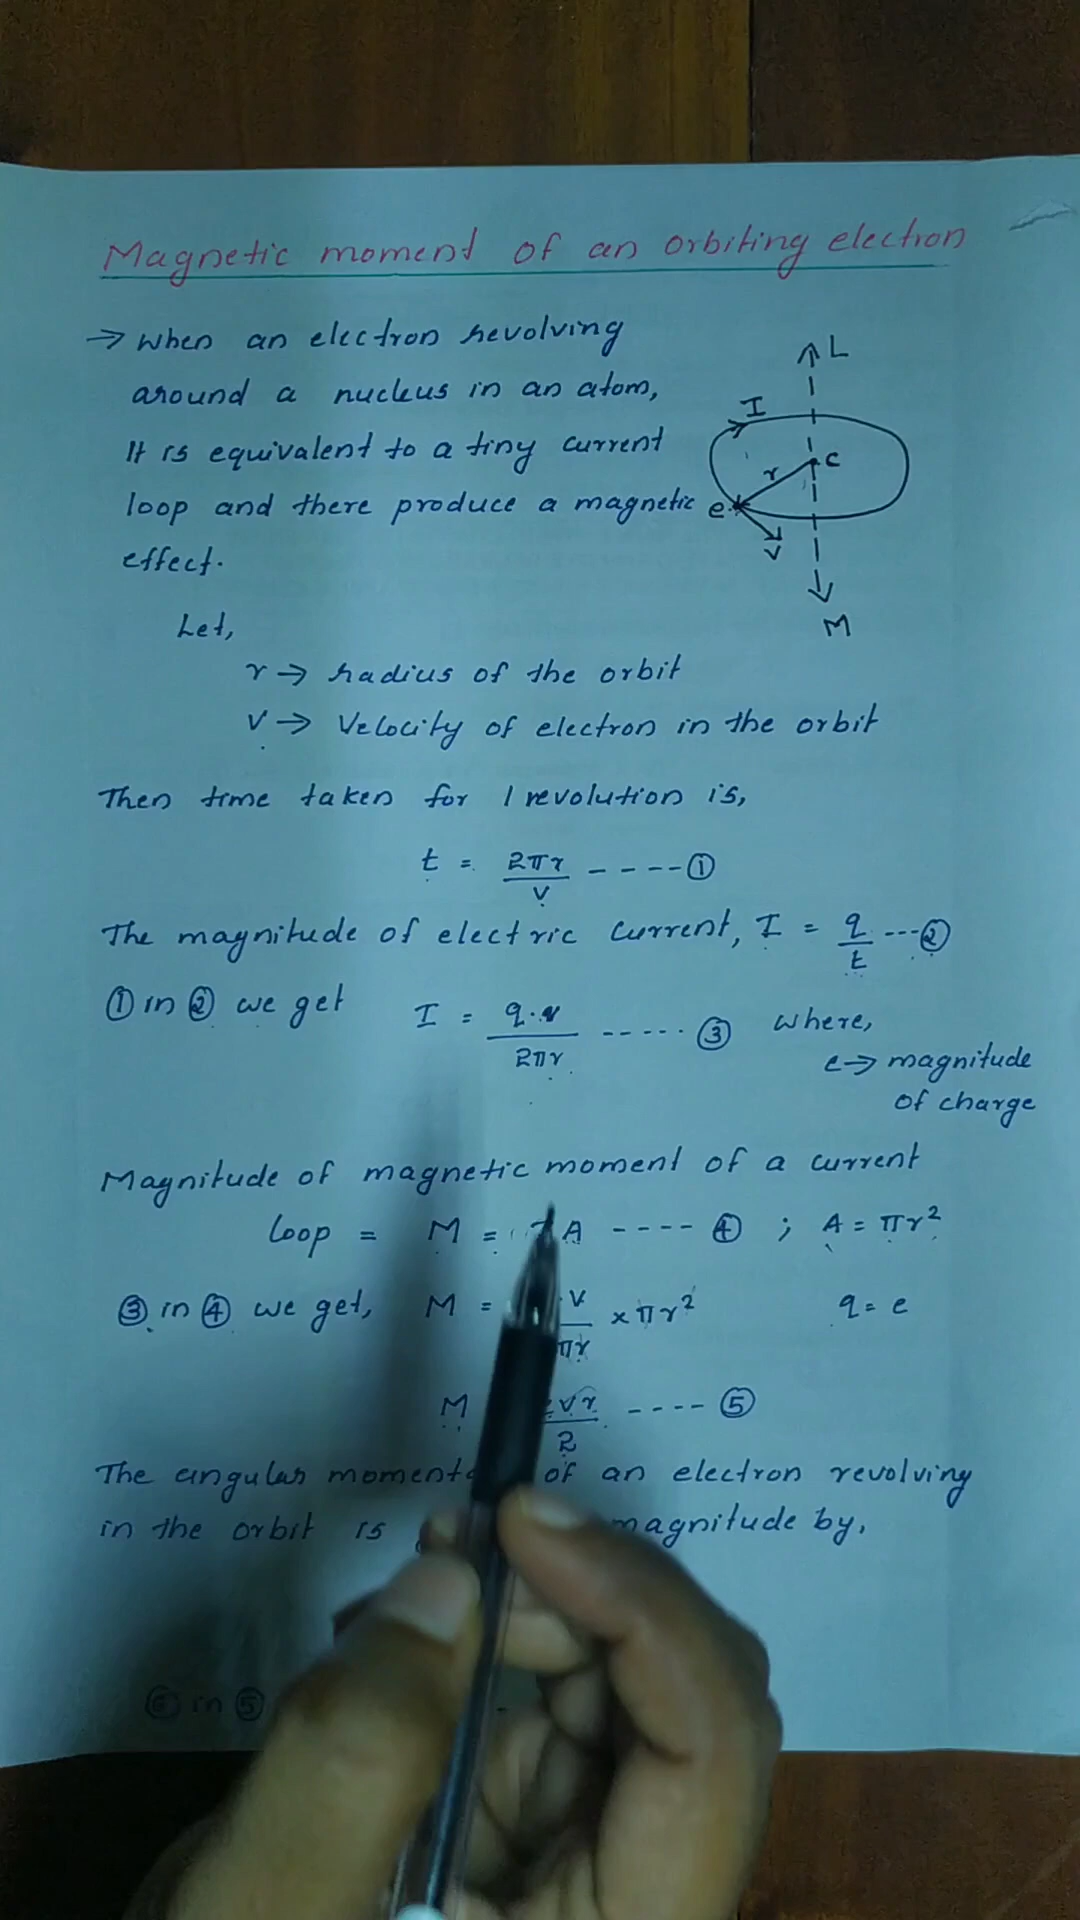 Magnetic moment of an orbiting electron
→ When an electron revolving
around a nucleus in an atom,
It is equivalent to a tiny current
loop and there produce a magnetic
effect.
L
I
r
c
e
v
M
Let,
r → radius of the orbit
v → Velocity of electron in the orbit
Then time taken for 1 revolution is,
t = 2πr/v ----①
The magnitude of electric current, I = q/t ---②
① in ② we get I = q.v/2πr ----- ③ where,
e → magnitude
of charge
Magnitude of magnetic moment of a current
loop = M = A ---- ④ ; A = πr²
③ in ④ we get, M = v/πr × πr² q = e
M vr/2 ---- ⑤
The angular of an electron revolving
in the orbit is magnitude by,
⑥ in ⑤